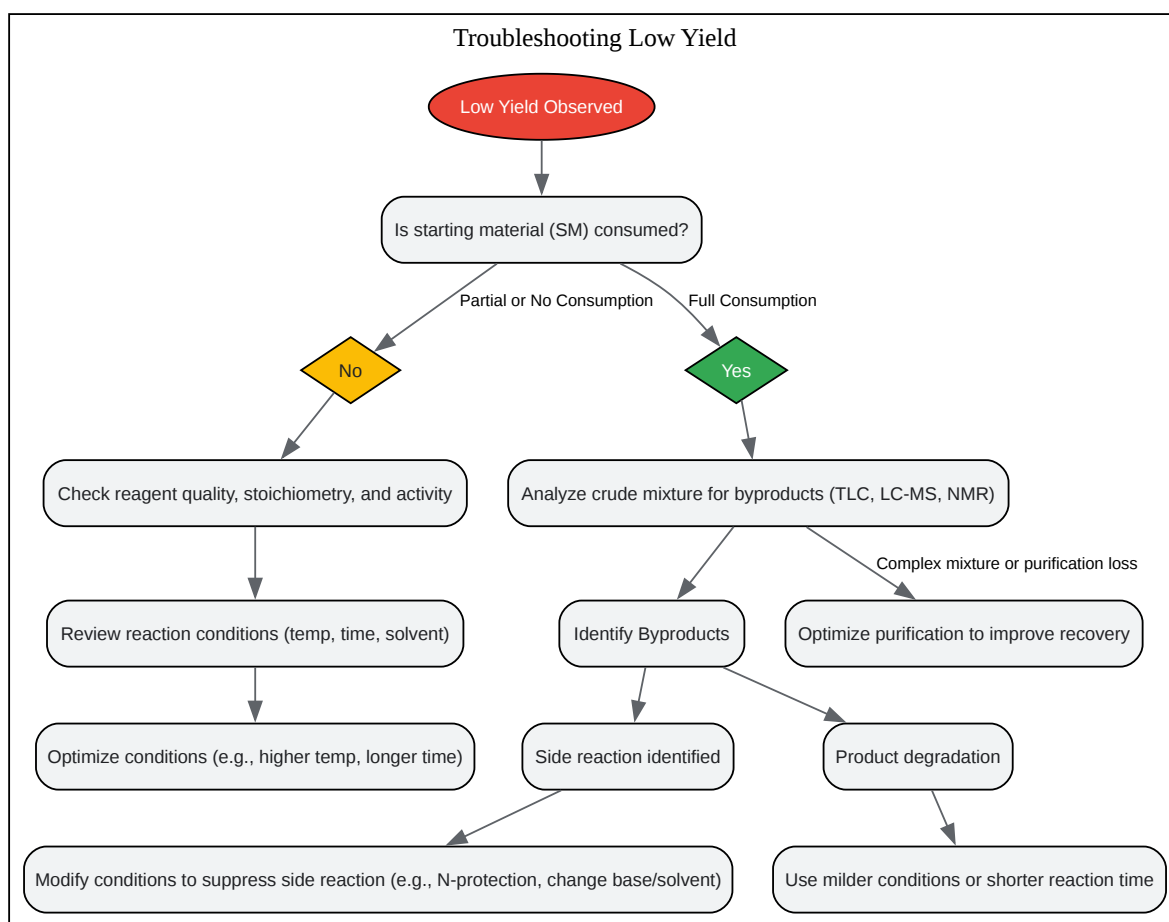 Troubleshooting Low Yield
Low Yield Observed
Is starting material (SM) consumed?
Partial or No Consumption
Full Consumption
No
Yes
Check reagent quality, stoichiometry, and activity
Analyze crude mixture for byproducts (TLC, LC-MS, NMR)
Complex mixture or purification loss
Review reaction conditions (temp, time, solvent)
Identify Byproducts
Optimize purification to improve recovery
Optimize conditions (e.g., higher temp, longer time)
Side reaction identified
Product degradation
Modify conditions to suppress side reaction (e.g., N-protection, change base/solvent)
Use milder conditions or shorter reaction time